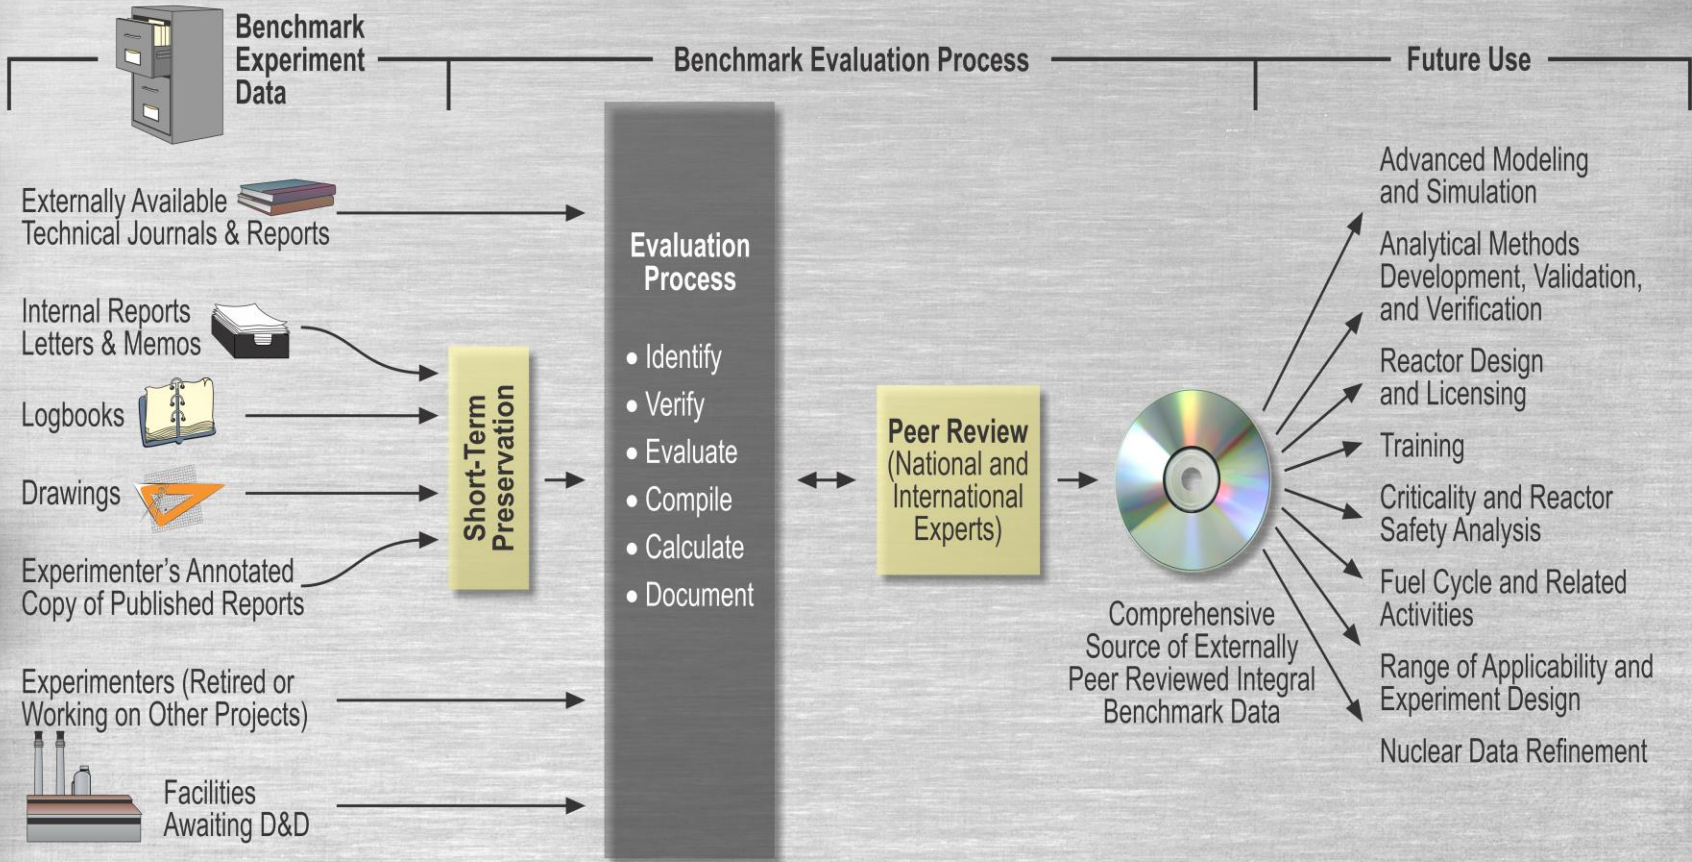 Benchmark
Experiment
Data
Benchmark Evaluation Process
Future Use
Externally Available
Technical Journals & Reports
Internal Reports
Letters & Memos
Logbooks
Drawings
Experimenter's Annotated
Copy of Published Reports
Experimenters (Retired or
Working on Other Projects)
Facilities
Awaiting D&D
Short-Term
Preservation
Evaluation
Process
• Identify
• Verify
• Evaluate
• Compile
• Calculate
• Document
Peer Review
(National and
International
Experts)
Comprehensive
Source of Externally
Peer Reviewed Integral
Benchmark Data
Advanced Modeling
and Simulation
Analytical Methods
Development, Validation,
and Verification
Reactor Design
and Licensing
Training
Criticality and Reactor
Safety Analysis
Fuel Cycle and Related
Activities
Range of Applicability and
Experiment Design
Nuclear Data Refinement